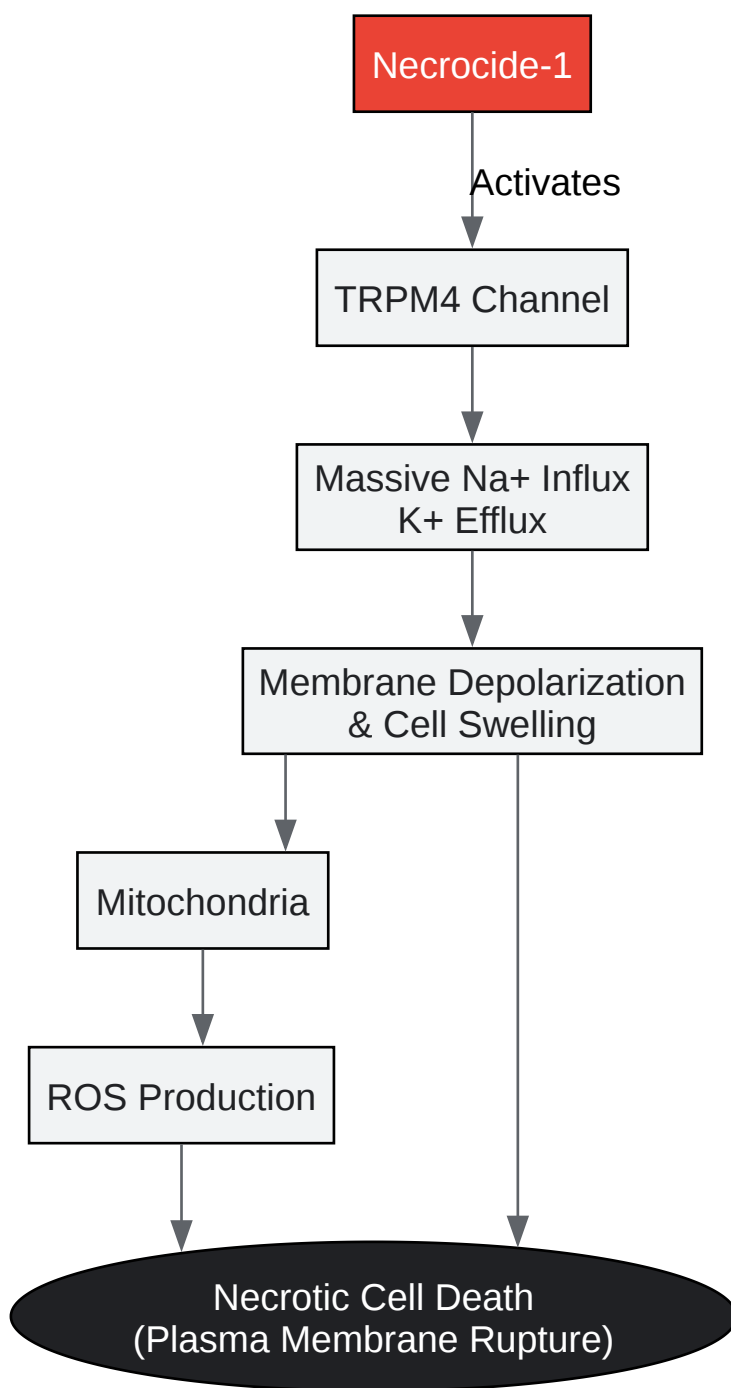 Necrocide-1
Activates
TRPM4 Channel
Massive Na+ Influx
K+ Efflux
Membrane Depolarization
& Cell Swelling
Mitochondria
ROS Production
Necrotic Cell Death
(Plasma Membrane Rupture)